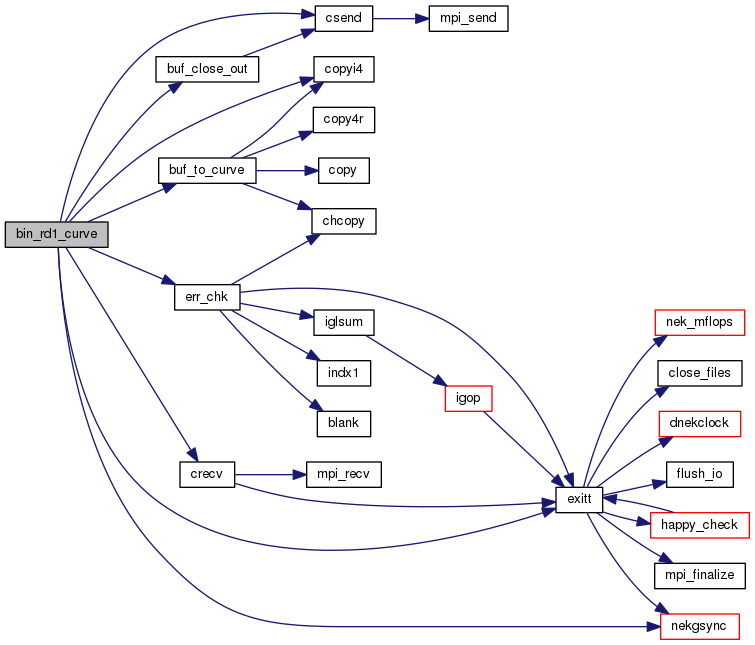 csend
mpi_send
buf_close_out
copyi4
copy4r
buf_to_curve
copy
chcopy
bin_rd1_curve
err_chk
iglsum
nek_mflops
indx1
close_files
igop
blank
dnekclock
crecv
mpi_recv
flush_io
exitt
happy_check
mpi_finalize
nekgsync